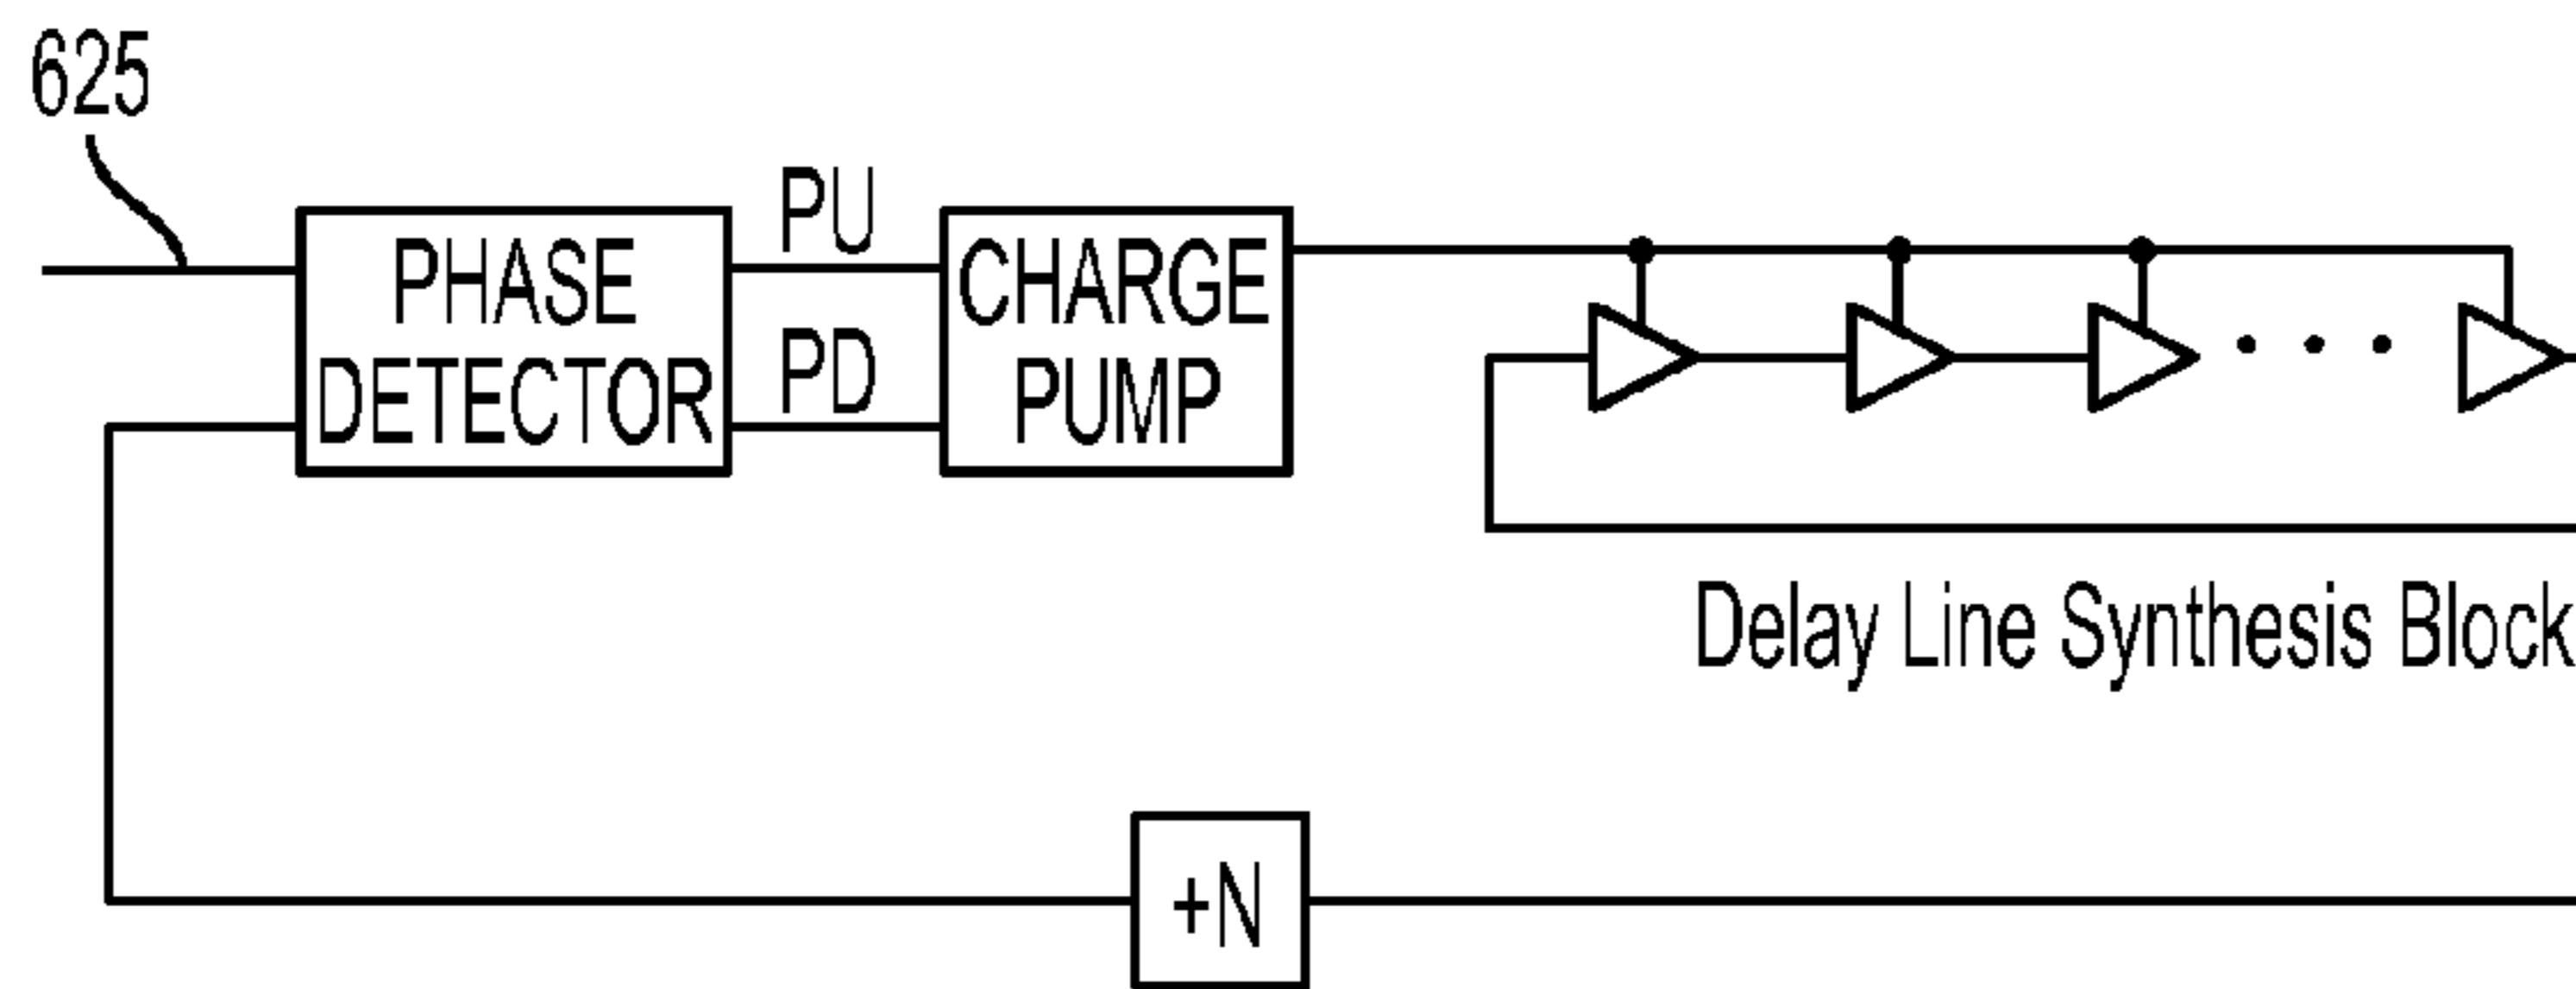 625
PU
PHASE
DETECTOR
PD
CHARGE
PUMP
Delay Line Synthesis Block
+N